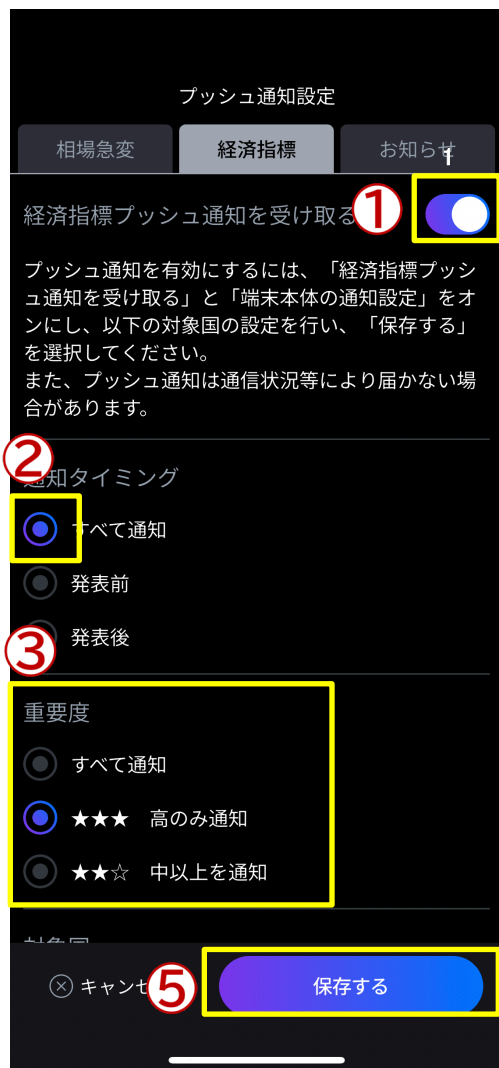 プッシュ通知設定
相場急変 経済指標 お知らせ
1
経済指標プッシュ通知を受け取る ①
プッシュ通知を有効にするには、「経済指標プッシ
ュ通知を受け取る」と「端末本体の通知設定」をオ
ンにし、以下の対象国の設定を行い、「保存する」
を選択してください。
また、プッシュ通知は通信状況等により届かない場
合があります。
②
通知タイミング
すべて通知
発表前
発表後
③
重要度
すべて通知
★★★ 高のみ通知
★★☆ 中以上を通知
対象国
キャンセ ⑤ 保存する